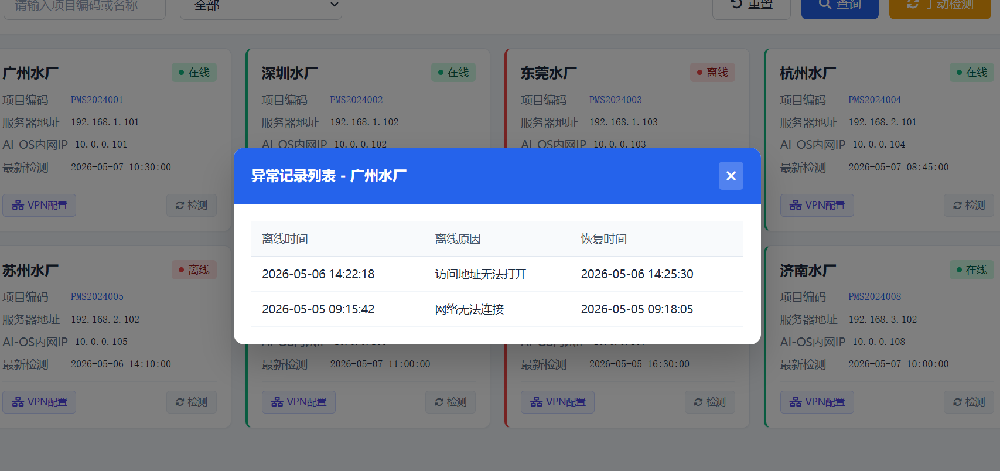 请输入项目编码或名称 全部 重置 查询 手动检测
广州水厂 在线
项目编码 PMS2024001
服务器地址 192.168.1.101
AI-OS内网IP 10.0.0.101
最新检测 2026-05-07 10:30:00
VPN配置 检测
深圳水厂 在线
项目编码 PMS2024002
服务器地址 192.168.1.102
AI-OS内网IP 10.0.0.102
东莞水厂 离线
项目编码 PMS2024003
服务器地址 192.168.1.103
AI-OS内网IP 10.0.0.103
杭州水厂 在线
项目编码 PMS2024004
服务器地址 192.168.2.101
AI-OS内网IP 10.0.0.104
最新检测 2026-05-07 08:45:00
VPN配置 检测
异常记录列表 - 广州水厂
离线时间 离线原因 恢复时间
2026-05-06 14:22:18 访问地址无法打开 2026-05-06 14:25:30
2026-05-05 09:15:42 网络无法连接 2026-05-05 09:18:05
苏州水厂 离线
项目编码 PMS2024005
服务器地址 192.168.2.102
AI-OS内网IP 10.0.0.105
最新检测 2026-05-06 14:10:00
VPN配置 检测
最新检测 2026-05-07 11:00:00
VPN配置 检测
最新检测 2026-05-05 16:30:00
VPN配置 检测
济南水厂 在线
项目编码 PMS2024008
服务器地址 192.168.3.102
AI-OS内网IP 10.0.0.108
最新检测 2026-05-07 10:00:00
VPN配置 检测